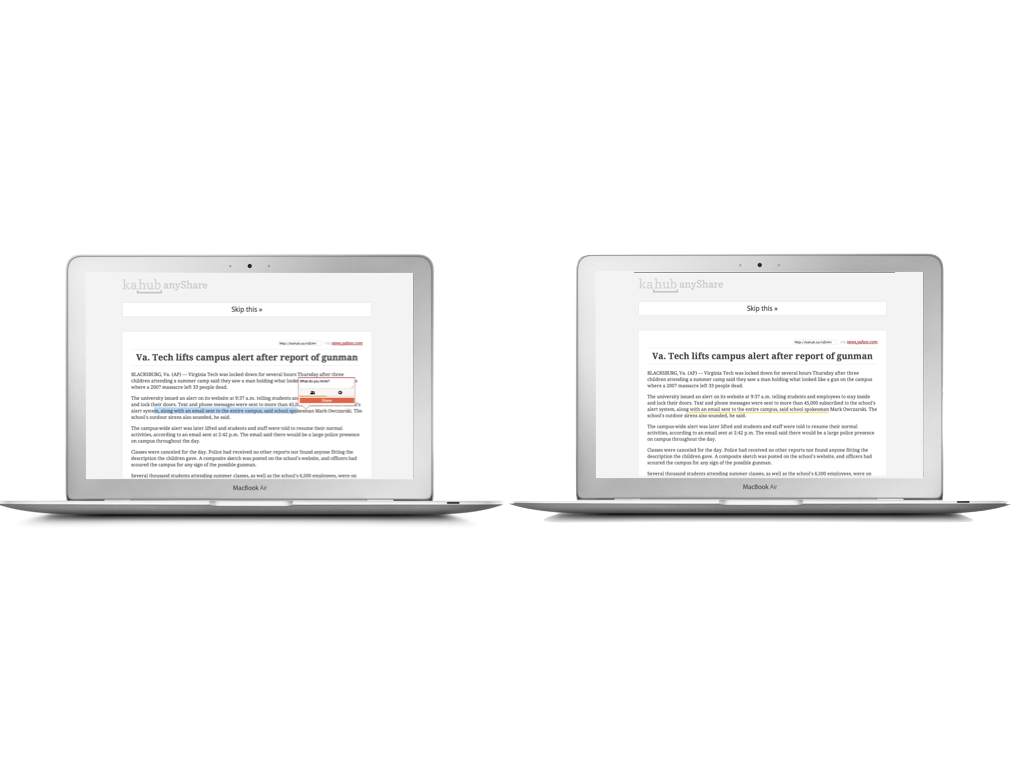 kahub anyShare
Skip this »
http://kahub.su/ via news.yahoo.com
Va. Tech lifts campus alert after report of gunman
BLACKSBURG, Va. (AP) — Virginia Tech was locked down for several hours Thursday after three
children attending a summer camp said they saw a man holding what looke
where a 2007 massacre left 33 people dead.
What do you think?
Share
The university issued an alert on its website at 9:37 a.m. telling students an
and lock their doors. Text and phone messages were sent to more than 45,0 's
alert system, along with an email sent to the entire campus, said school spokesman Mark Owczarski. The
school's outdoor sirens also sounded, he said.
The campus-wide alert was later lifted and students and staff were told to resume their normal
activities, according to an email sent at 2:42 p.m. The email said there would be a large police presence
on campus throughout the day.
Classes were canceled for the day. Police had received no other reports nor found anyone fitting the
description the children gave. A composite sketch was posted on the school's website, and officers had
scoured the campus for any sign of the possible gunman.
Several thousand students attending summer classes, as well as the school's 6,500 employees, were on
MacBook Air
kahub anyShare
Skip this »
http://kahub.su/ via news.yahoo.com
Va. Tech lifts campus alert after report of gunman
BLACKSBURG, Va. (AP) — Virginia Tech was locked down for several hours Thursday after three
children attending a summer camp said they saw a man holding what looked like a gun on the campus
where a 2007 massacre left 33 people dead.
The university issued an alert on its website at 9:37 a.m. telling students and employees to stay inside
and lock their doors. Text and phone messages were sent to more than 45,000 subscribed to the school's
alert system, along with an email sent to the entire campus, said school spokesman Mark Owczarski. The
school's outdoor sirens also sounded, he said.
The campus-wide alert was later lifted and students and staff were told to resume their normal
activities, according to an email sent at 2:42 p.m. The email said there would be a large police presence
on campus throughout the day.
Classes were canceled for the day. Police had received no other reports nor found anyone fitting the
description the children gave. A composite sketch was posted on the school's website, and officers had
scoured the campus for any sign of the possible gunman.
Several thousand students attending summer classes, as well as the school's 6,500 employees, were on
MacBook Air